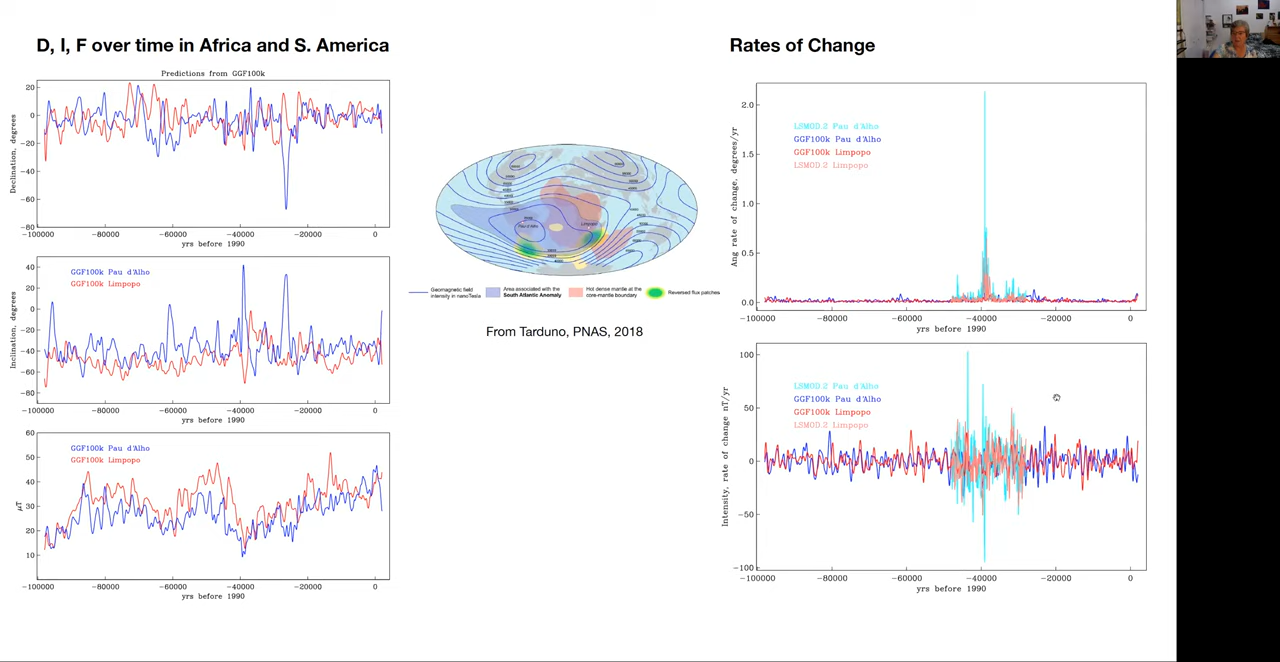 D, I, F over time in Africa and S. America
Rates of Change
Predictions from GGF100k
20
0
−20
−40
−60
−80
Declination, degrees
−100000 −80000 −60000 −40000 −20000 0
yrs before 1990
40
20
0
−20
−40
−60
−80
Inclination, degrees
GGF100k Pau d'Alho
GGF100k Limpopo
−100000 −80000 −60000 −40000 −20000 0
yrs before 1990
60
50
40
30
20
10
μT
GGF100k Pau d'Alho
GGF100k Limpopo
−100000 −80000 −60000 −40000 −20000 0
yrs before 1990
Pau d'Alho
Limpopo
Geomagnetic field
intensity in nanoTesla
Area associated with the
South Atlantic Anomaly
Hot dense mantle at the
core-mantle boundary
Reversed flux patches
From Tarduno, PNAS, 2018
2.0
1.5
1.0
0.5
0.0
Ang rate of change, degrees/yr
LSMOD.2 Pau d'Alho
GGF100k Pau d'Alho
GGF100k Limpopo
LSMOD.2 Limpopo
−100000 −80000 −60000 −40000 −20000 0
yrs before 1990
100
50
0
−50
−100
Intensity, rate of change nT/yr
LSMOD.2 Pau d'Alho
GGF100k Pau d'Alho
GGF100k Limpopo
LSMOD.2 Limpopo
−100000 −80000 −60000 −40000 −20000 0
yrs before 1990